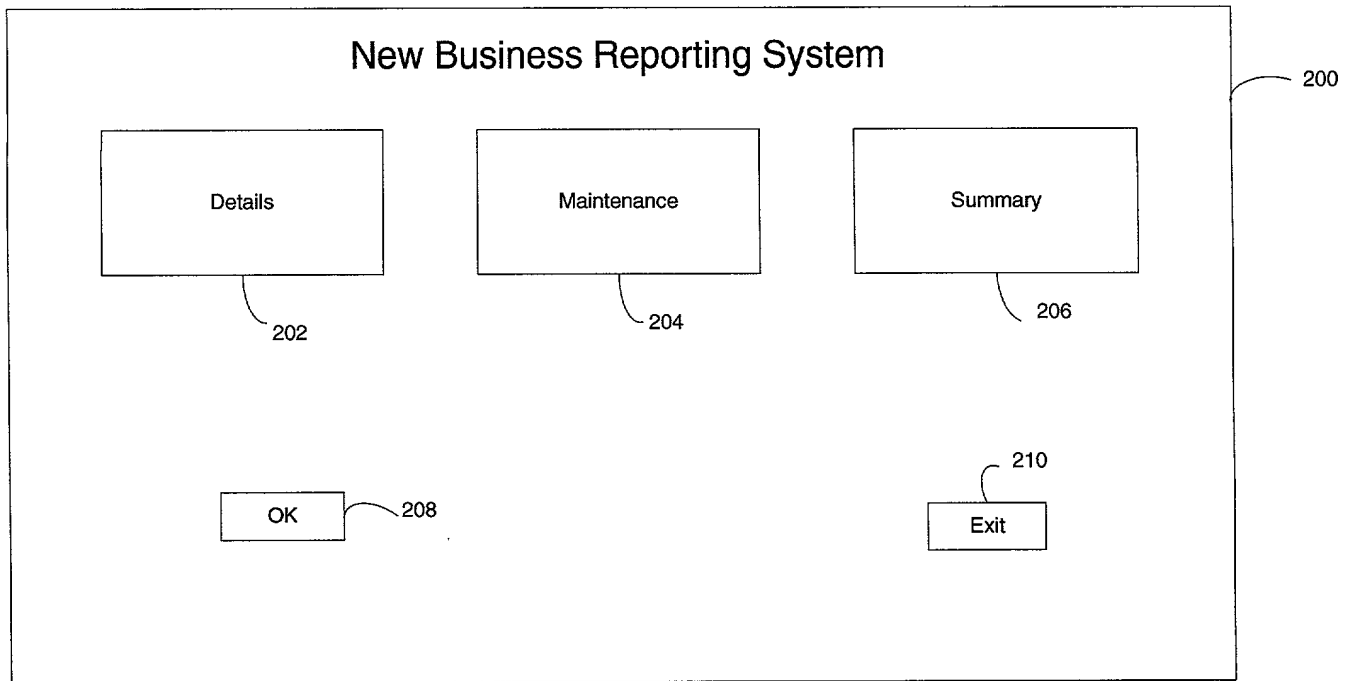 New Business Reporting System
200
Details
Maintenance
Summary
202
204
206
210
OK
208
Exit